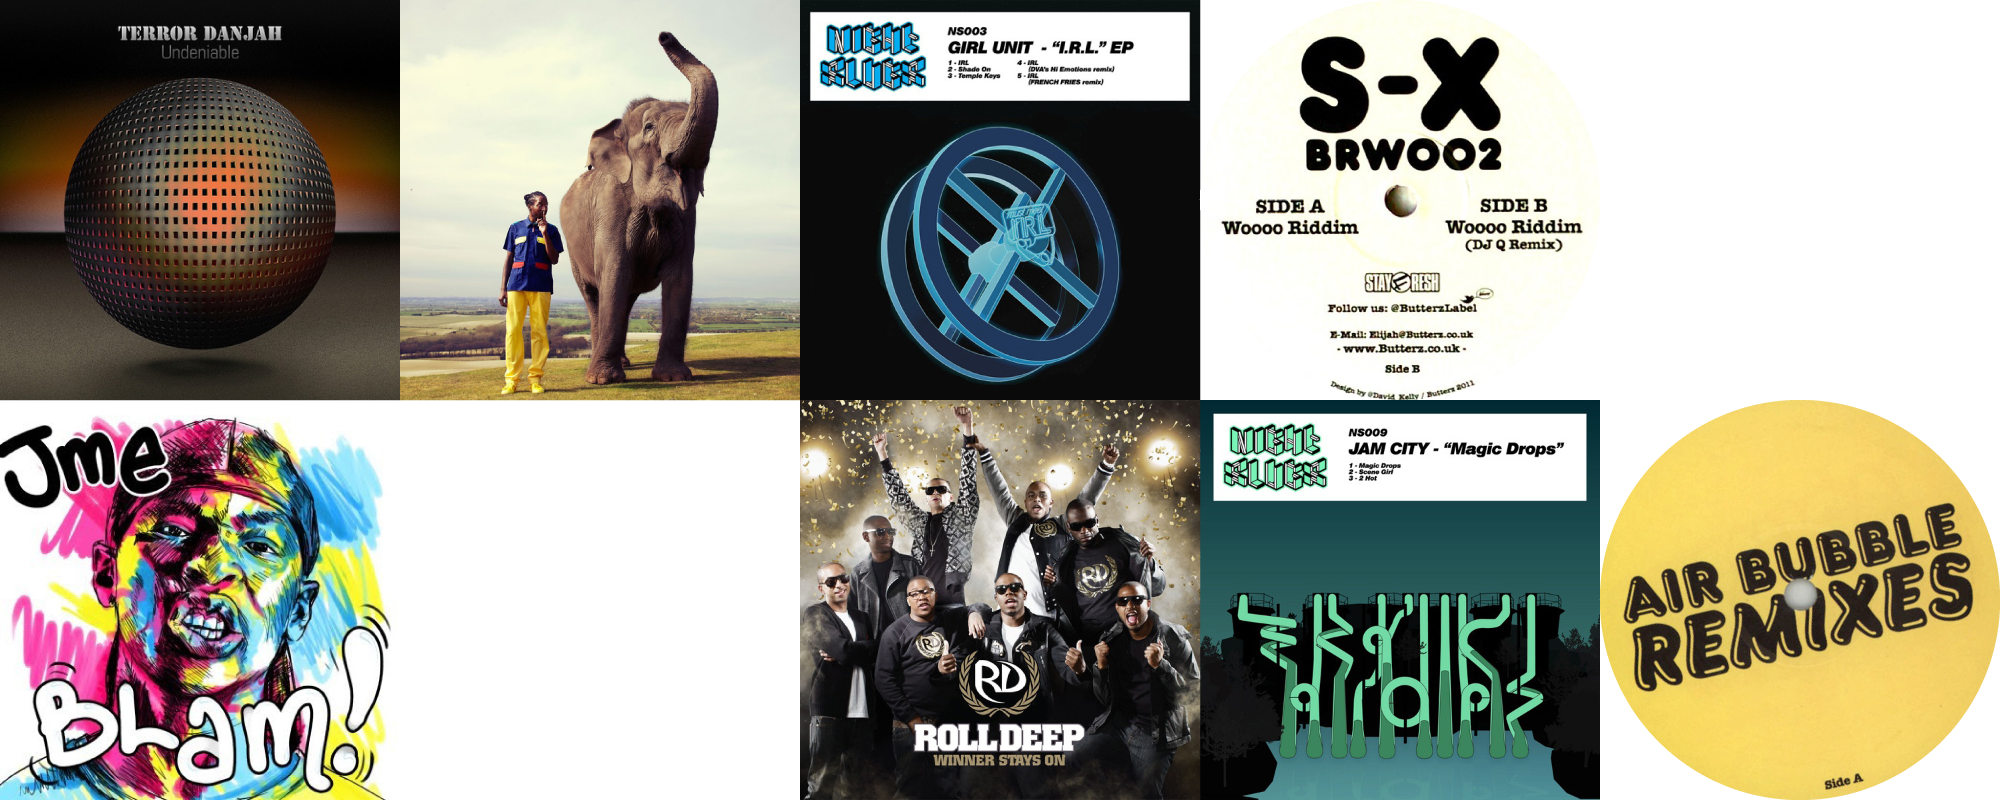 TERROR DANJAH
Undeniable
NIGHT
SLUGS
NS003
GIRL UNIT - “I.R.L.” EP
1 - IRL
2 - Shade On
3 - Temple Keys
4 - IRL
(DVA's Hi Emotions remix)
5 - IRL
(FRENCH FRIES remix)
IRL
S-X
BRW002
SIDE A
Woooo Riddim
SIDE B
Woooo Riddim
(DJ Q Remix)
STAY FRESH
Follow us: @ButterzLabel
E-Mail: Elijah@Butterz.co.uk
- www.Butterz.co.uk -
Side B
Design by @David_Kelly / Butterz 2011
Jme
BLam!
RD
ROLL DEEP
WINNER STAYS ON
NIGHT
SLUGS
NS009
JAM CITY - “Magic Drops”
1 - Magic Drops
2 - Scene Girl
3 - 2 Hot
AIR BUBBLE
REMIXES
Side A